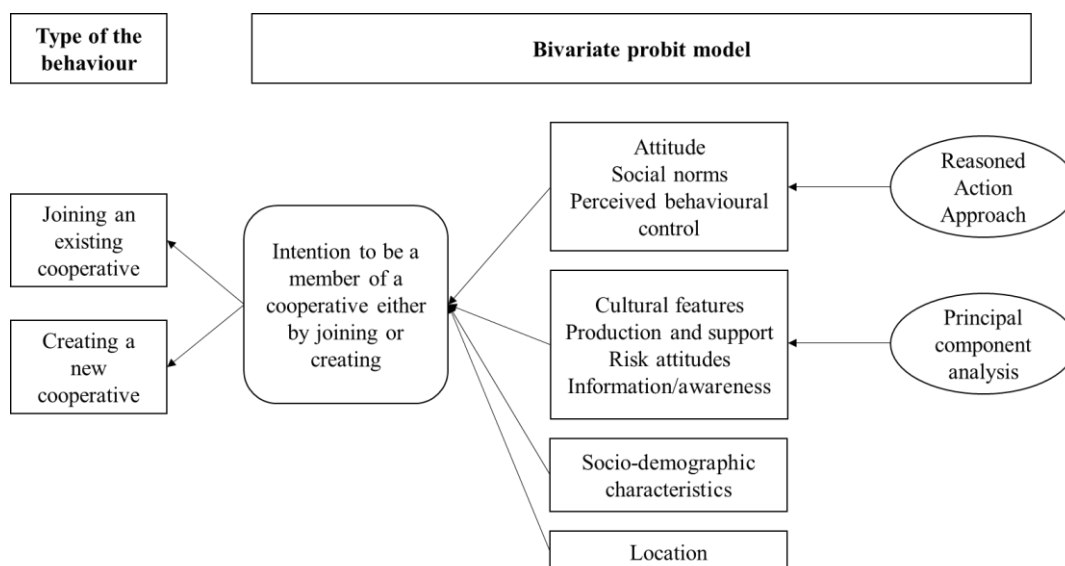 Type of the
behaviour
Bivariate probit model
Joining an
existing
cooperative
Creating a
new
cooperative
Intention to be a
member of a
cooperative either
by joining or
creating
Attitude
Social norms
Perceived behavioural
control
Cultural features
Production and support
Risk attitudes
Information/awareness
Socio-demographic
characteristics
Location
Reasoned
Action
Approach
Principal
component
analysis